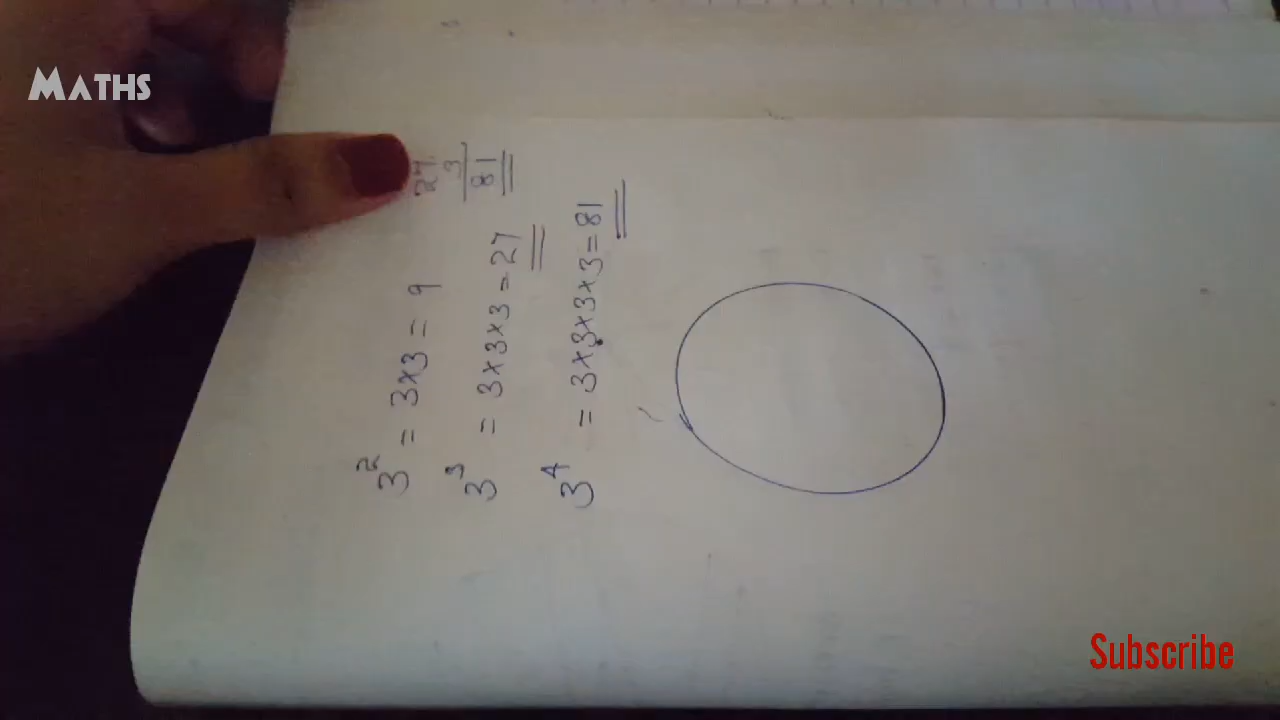 MATHS
3² = 3×3 = 9
3³ = 3×3×3 = 27
3⁴ = 3×3×3×3 = 81
27
3
81
Subscribe